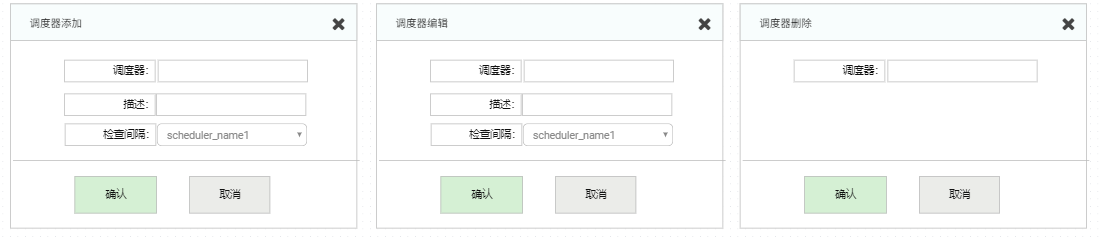 调度器添加
调度器:
描述:
检查间隔:
scheduler_name1
确认
取消
调度器编辑
调度器:
描述:
检查间隔:
scheduler_name1
确认
取消
调度器删除
调度器:
确认
取消